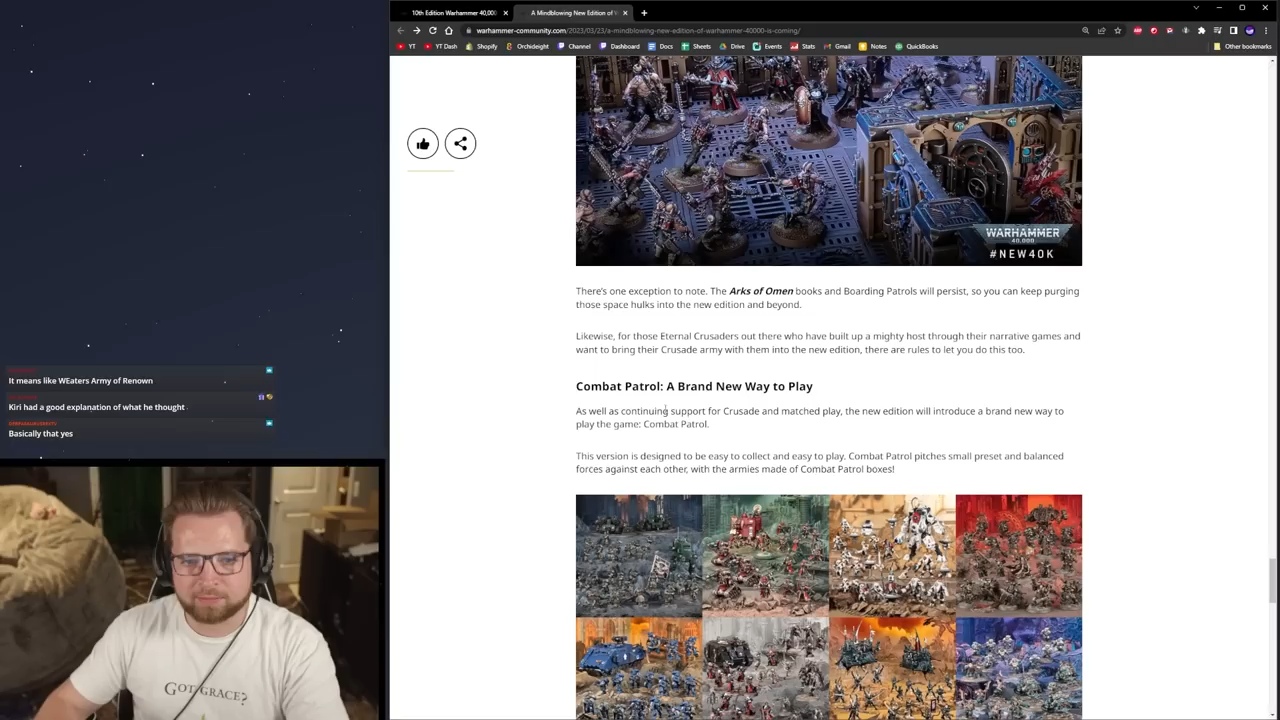 10th Edition Warhammer 40,000
A Mindblowing New Edition of
warhammer-community.com/2023/03/23/a-mindblowing-new-edition-of-warhammer-40000-is-coming/
YT
YT Dash
Shopify
Orchideight
Channel
Dashboard
Docs
Sheets
Drive
Events
Stats
Gmail
Notes
QuickBooks
Other bookmarks
WARHAMMER
40,000
#NEW40K
There's one exception to note. The Arks of Omen books and Boarding Patrols will persist, so you can keep purging
those space hulks into the new edition and beyond.
Likewise, for those Eternal Crusaders out there who have built up a mighty host through their narrative games and
want to bring their Crusade army with them into the new edition, there are rules to let you do this too.
Combat Patrol: A Brand New Way to Play
As well as continuing support for Crusade and matched play, the new edition will introduce a brand new way to
play the game: Combat Patrol.
This version is designed to be easy to collect and easy to play. Combat Patrol pitches small preset and balanced
forces against each other, with the armies made of Combat Patrol boxes!
It means like WEaters Army of Renown
Kiri had a good explanation of what he thought
Basically that yes
GOT GRACE?